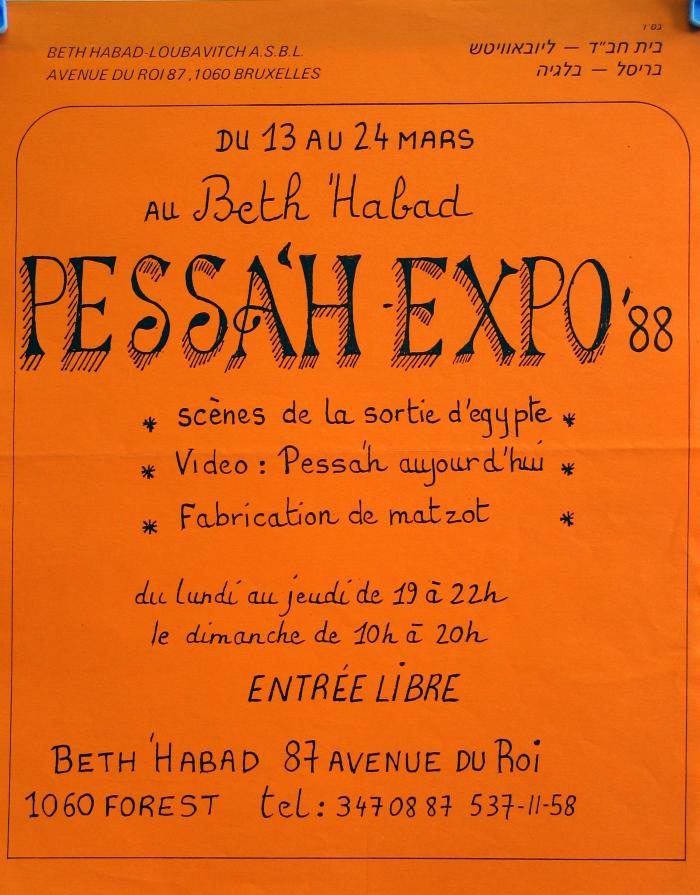 בס"ד
BETH HABAD-LOUBAVITCH A.S.B.L.
בית חב"ד — ליובאוויטש
AVENUE DU ROI 87, 1060 BRUXELLES
בריסל — בלגיה
DU 13 AU 24 MARS
AU Beth 'Habad
PESSA'H-EXPO '88
* scènes de la sortie d'egypte *
* Video : Pessa'h aujourd'hui *
* Fabrication de matzot *
du lundi au jeudi de 19 à 22h
le dimanche de 10h à 20h
ENTRÉE LIBRE
BETH 'HABAD 87 AVENUE DU Roi
1060 FOREST tel: 347 08 87 537-11-58